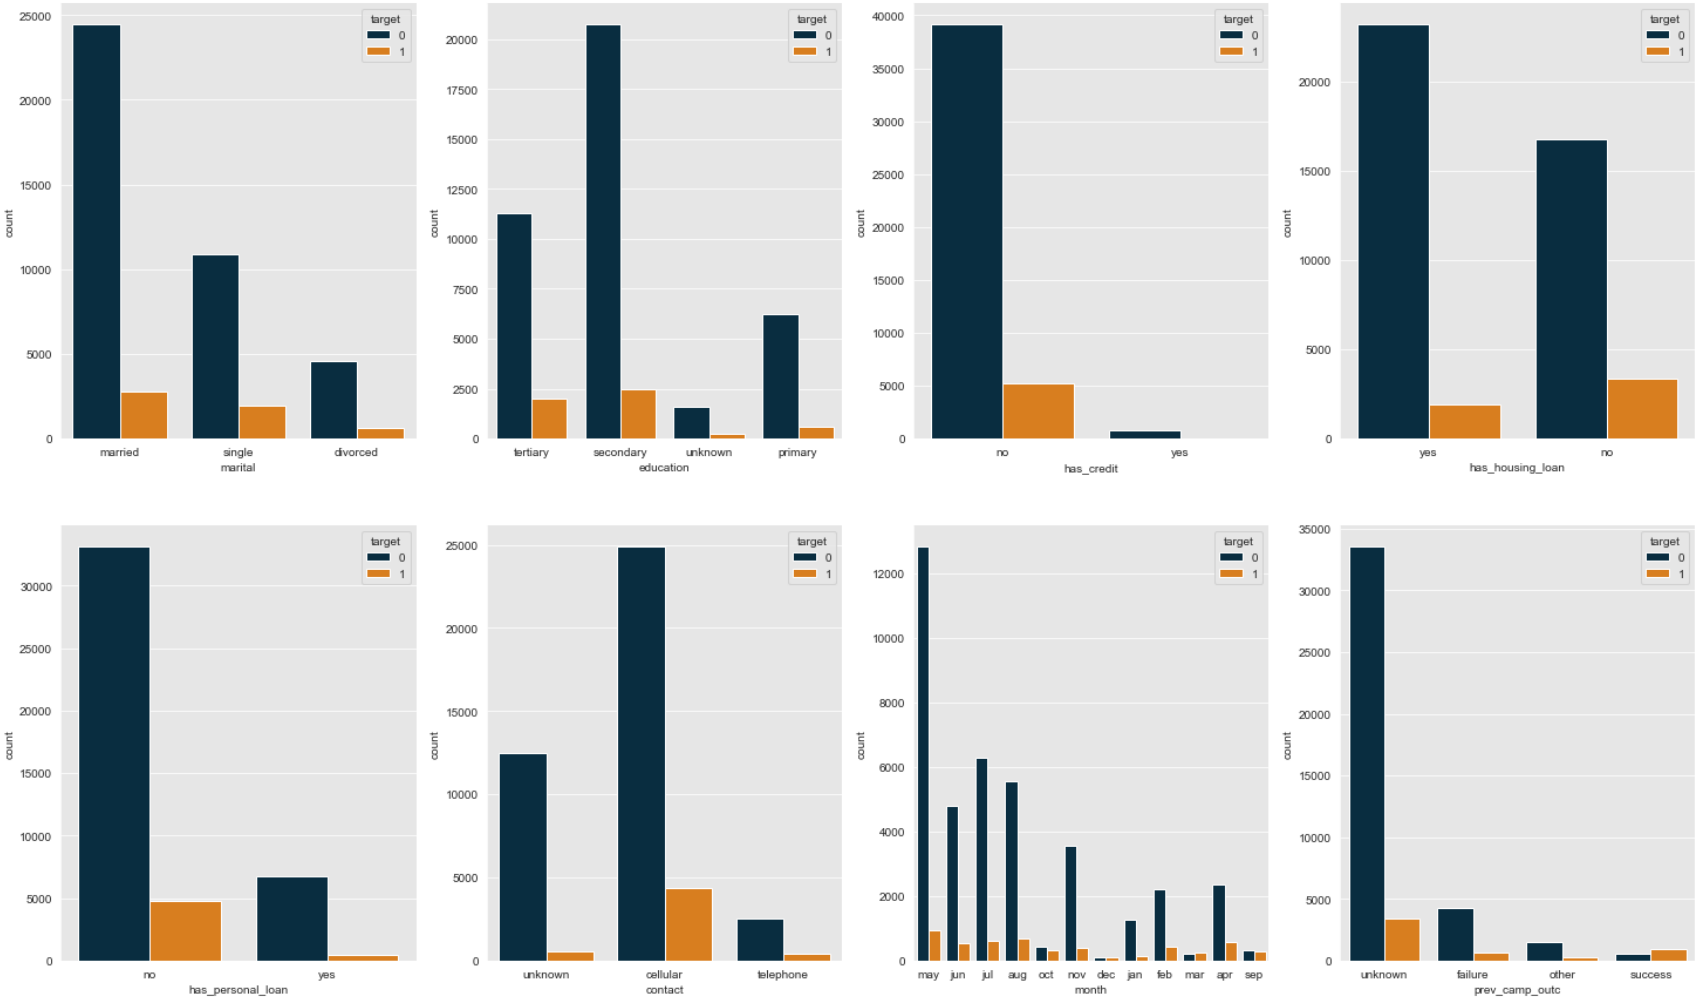 target
0
1
25000
20000
15000
10000
5000
0
count
married single divorced
marital
target
0
1
20000
17500
15000
12500
10000
7500
5000
2500
0
count
tertiary secondary unknown primary
education
target
0
1
40000
35000
30000
25000
20000
15000
10000
5000
0
count
no yes
has_credit
target
0
1
20000
15000
10000
5000
0
count
yes no
has_housing_loan
target
0
1
30000
25000
20000
15000
10000
5000
0
count
no yes
has_personal_loan
target
0
1
25000
20000
15000
10000
5000
0
count
unknown cellular telephone
contact
target
0
1
12000
10000
8000
6000
4000
2000
0
count
may jun jul aug oct nov dec jan feb mar apr sep
month
target
0
1
35000
30000
25000
20000
15000
10000
5000
0
count
unknown failure other success
prev_camp_outc